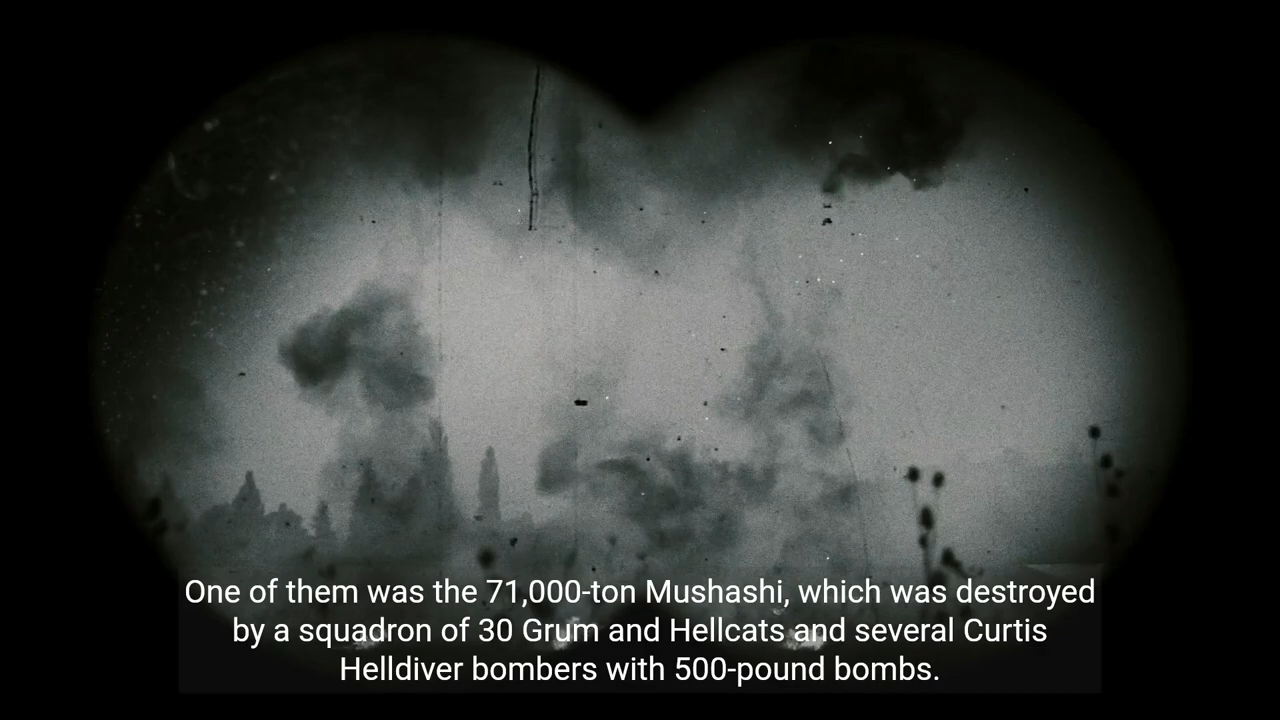 One of them was the 71,000-ton Mushashi, which was destroyed
by a squadron of 30 Grum and Hellcats and several Curtis
Helldiver bombers with 500-pound bombs.